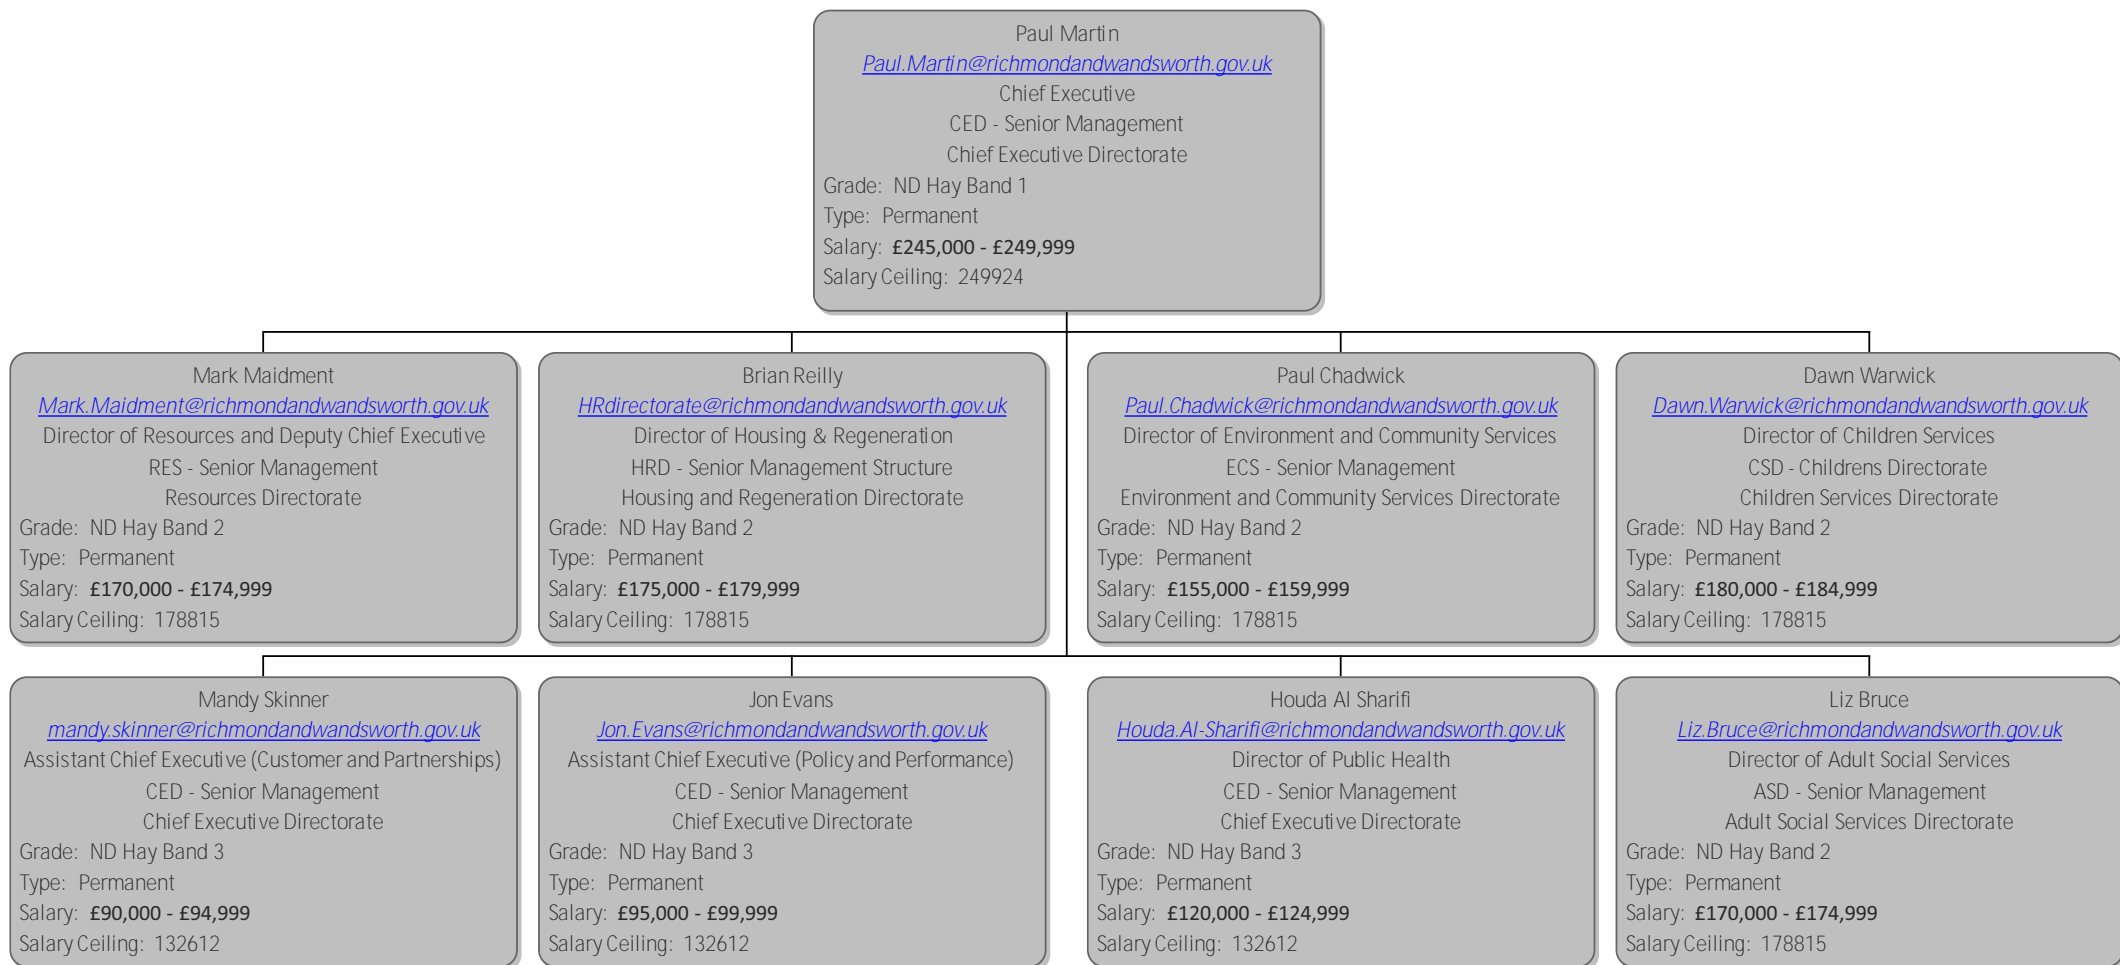 Paul Martin
Paul.Martin@richmondandwandsworth.gov.uk
Chief Executive
CED - Senior Management
Chief Executive Directorate
Grade: ND Hay Band 1
Type: Permanent
Salary: £245,000 - £249,999
Salary Ceiling: 249924
Mark Maidment
Mark.Maidment@richmondandwandsworth.gov.uk
Director of Resources and Deputy Chief Executive
RES - Senior Management
Resources Directorate
Grade: ND Hay Band 2
Type: Permanent
Salary: £170,000 - £174,999
Salary Ceiling: 178815
Brian Reilly
HRdirectorate@richmondandwandsworth.gov.uk
Director of Housing & Regeneration
HRD - Senior Management Structure
Housing and Regeneration Directorate
Grade: ND Hay Band 2
Type: Permanent
Salary: £175,000 - £179,999
Salary Ceiling: 178815
Paul Chadwick
Paul.Chadwick@richmondandwandsworth.gov.uk
Director of Environment and Community Services
ECS - Senior Management
Environment and Community Services Directorate
Grade: ND Hay Band 2
Type: Permanent
Salary: £155,000 - £159,999
Salary Ceiling: 178815
Dawn Warwick
Dawn.Warwick@richmondandwandsworth.gov.uk
Director of Children Services
CSD - Childrens Directorate
Children Services Directorate
Grade: ND Hay Band 2
Type: Permanent
Salary: £180,000 - £184,999
Salary Ceiling: 178815
Mandy Skinner
mandy.skinner@richmondandwandsworth.gov.uk
Assistant Chief Executive (Customer and Partnerships)
CED - Senior Management
Chief Executive Directorate
Grade: ND Hay Band 3
Type: Permanent
Salary: £90,000 - £94,999
Salary Ceiling: 132612
Jon Evans
Jon.Evans@richmondandwandsworth.gov.uk
Assistant Chief Executive (Policy and Performance)
CED - Senior Management
Chief Executive Directorate
Grade: ND Hay Band 3
Type: Permanent
Salary: £95,000 - £99,999
Salary Ceiling: 132612
Houda Al Sharifi
Houda.Al-Sharifi@richmondandwandsworth.gov.uk
Director of Public Health
CED - Senior Management
Chief Executive Directorate
Grade: ND Hay Band 3
Type: Permanent
Salary: £120,000 - £124,999
Salary Ceiling: 132612
Liz Bruce
Liz.Bruce@richmondandwandsworth.gov.uk
Director of Adult Social Services
ASD - Senior Management
Adult Social Services Directorate
Grade: ND Hay Band 2
Type: Permanent
Salary: £170,000 - £174,999
Salary Ceiling: 178815